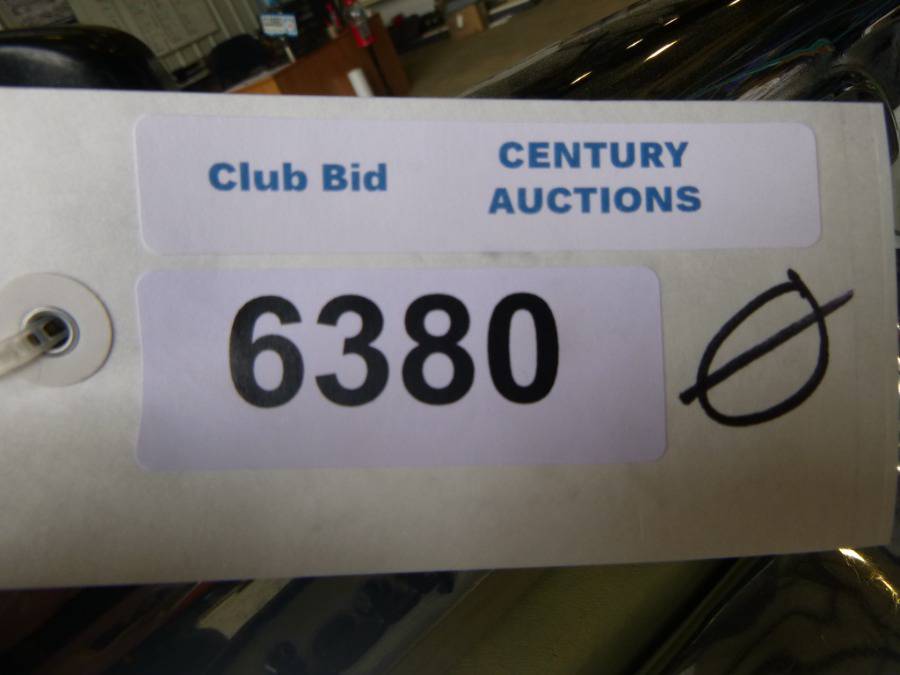 Club Bid
CENTURY
AUCTIONS
6380
Ø